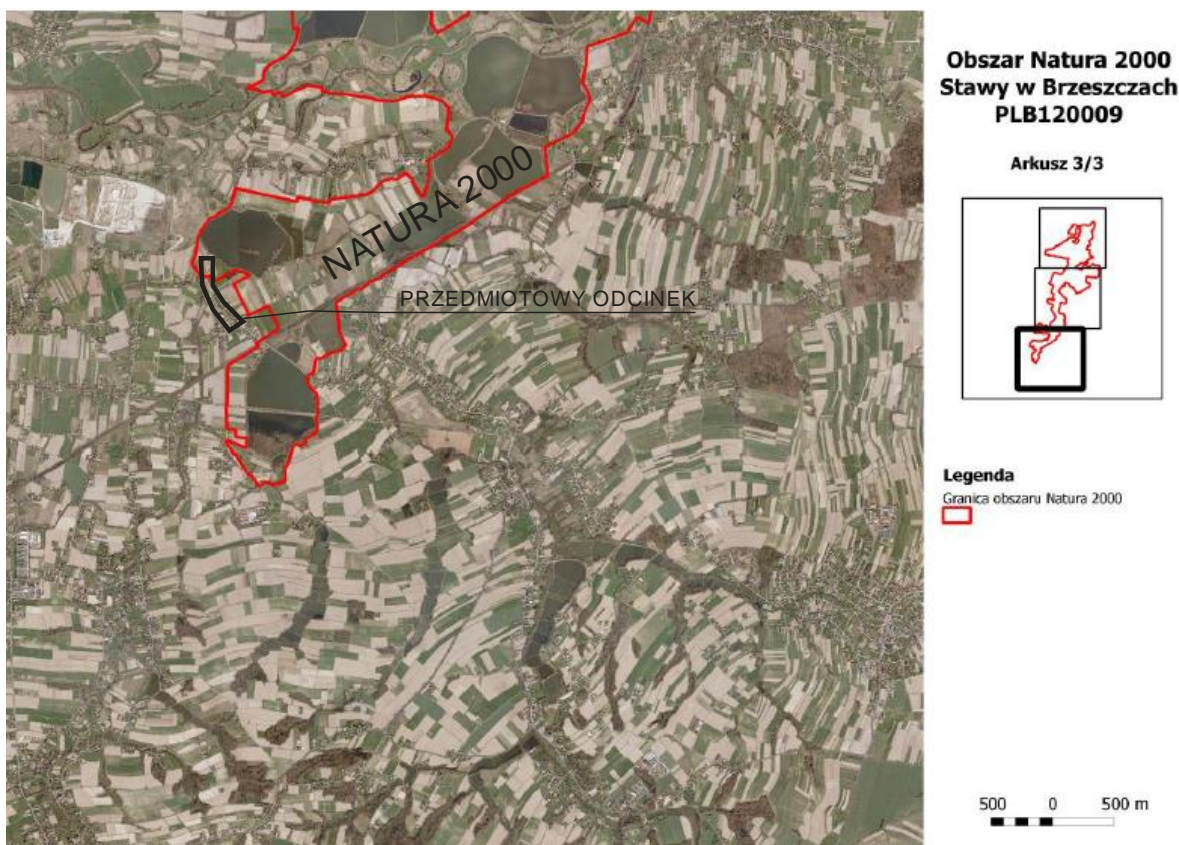 NATURA 2000
PRZEDMIOTOWY ODCINEK
Obszar Natura 2000
Stawy w Brzeszczach
PLB120009
Arkusz 3/3
Legenda
Granica obszaru Natura 2000
500 0 500 m